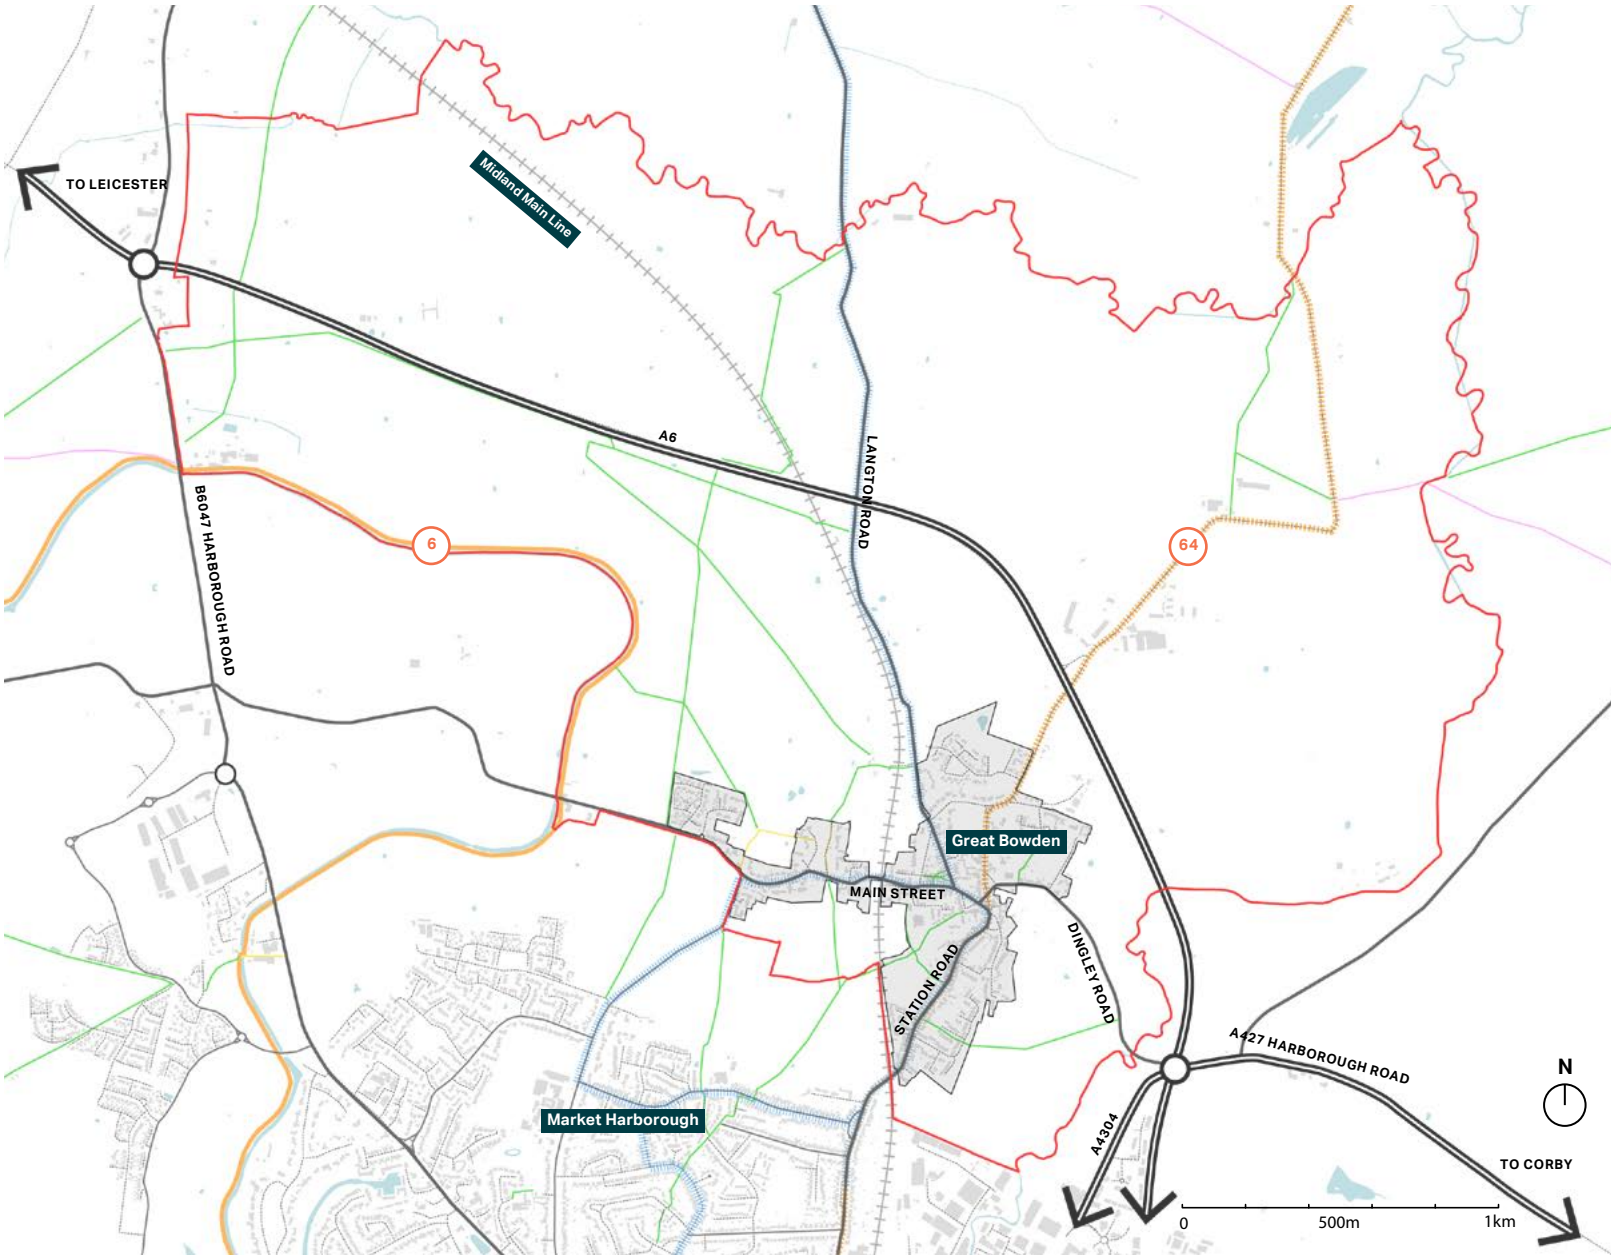 Midland Main Line
TO LEICESTER
A6
LANGTON ROAD
B6047 HARBOROUGH ROAD
6
64
Great Bowden
MAIN STREET
STATION ROAD
DINGLEY ROAD
A427 HARBOROUGH ROAD
N
Market Harborough
A4304
TO CORBY
0
500m
1km